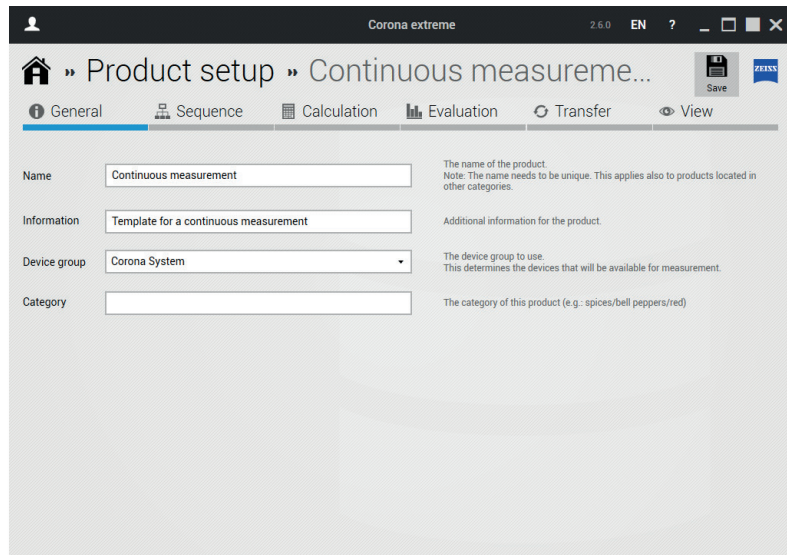 Corona extreme 2.6.0 EN ?
» Product setup » Continuous measureme...
Save
ZEISS
General Sequence Calculation Evaluation Transfer View
Name
Continuous measurement
The name of the product.
Note: The name needs to be unique. This applies also to products located in
other categories.
Information
Template for a continuous measurement
Additional information for the product.
Device group
Corona System
The device group to use.
This determines the devices that will be available for measurement.
Category
The category of this product (e.g.: spices/bell peppers/red)